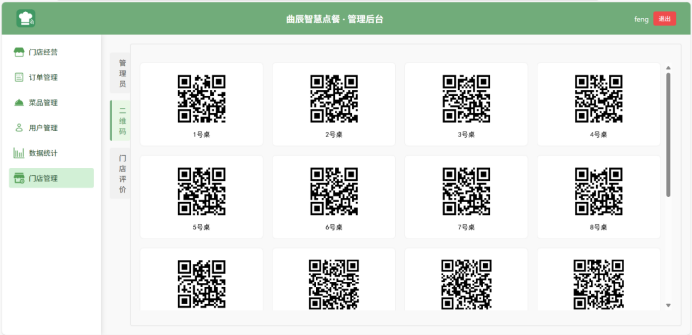 曲辰智慧点餐 · 管理后台
feng
退出
门店经营
订单管理
菜品管理
用户管理
数据统计
门店管理
管理员
二维码
门店评价
1号桌
2号桌
3号桌
4号桌
5号桌
6号桌
7号桌
8号桌